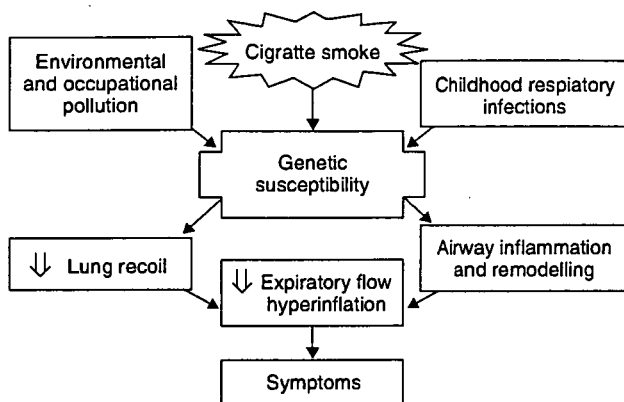 Cigratte smoke
Environmental
and occupational
pollution
Childhood respiratory
infections
Genetic
susceptibility
⇓ Lung recoil
Airway inflammation
and remodelling
⇓ Expiratory flow
hyperinflation
Symptoms